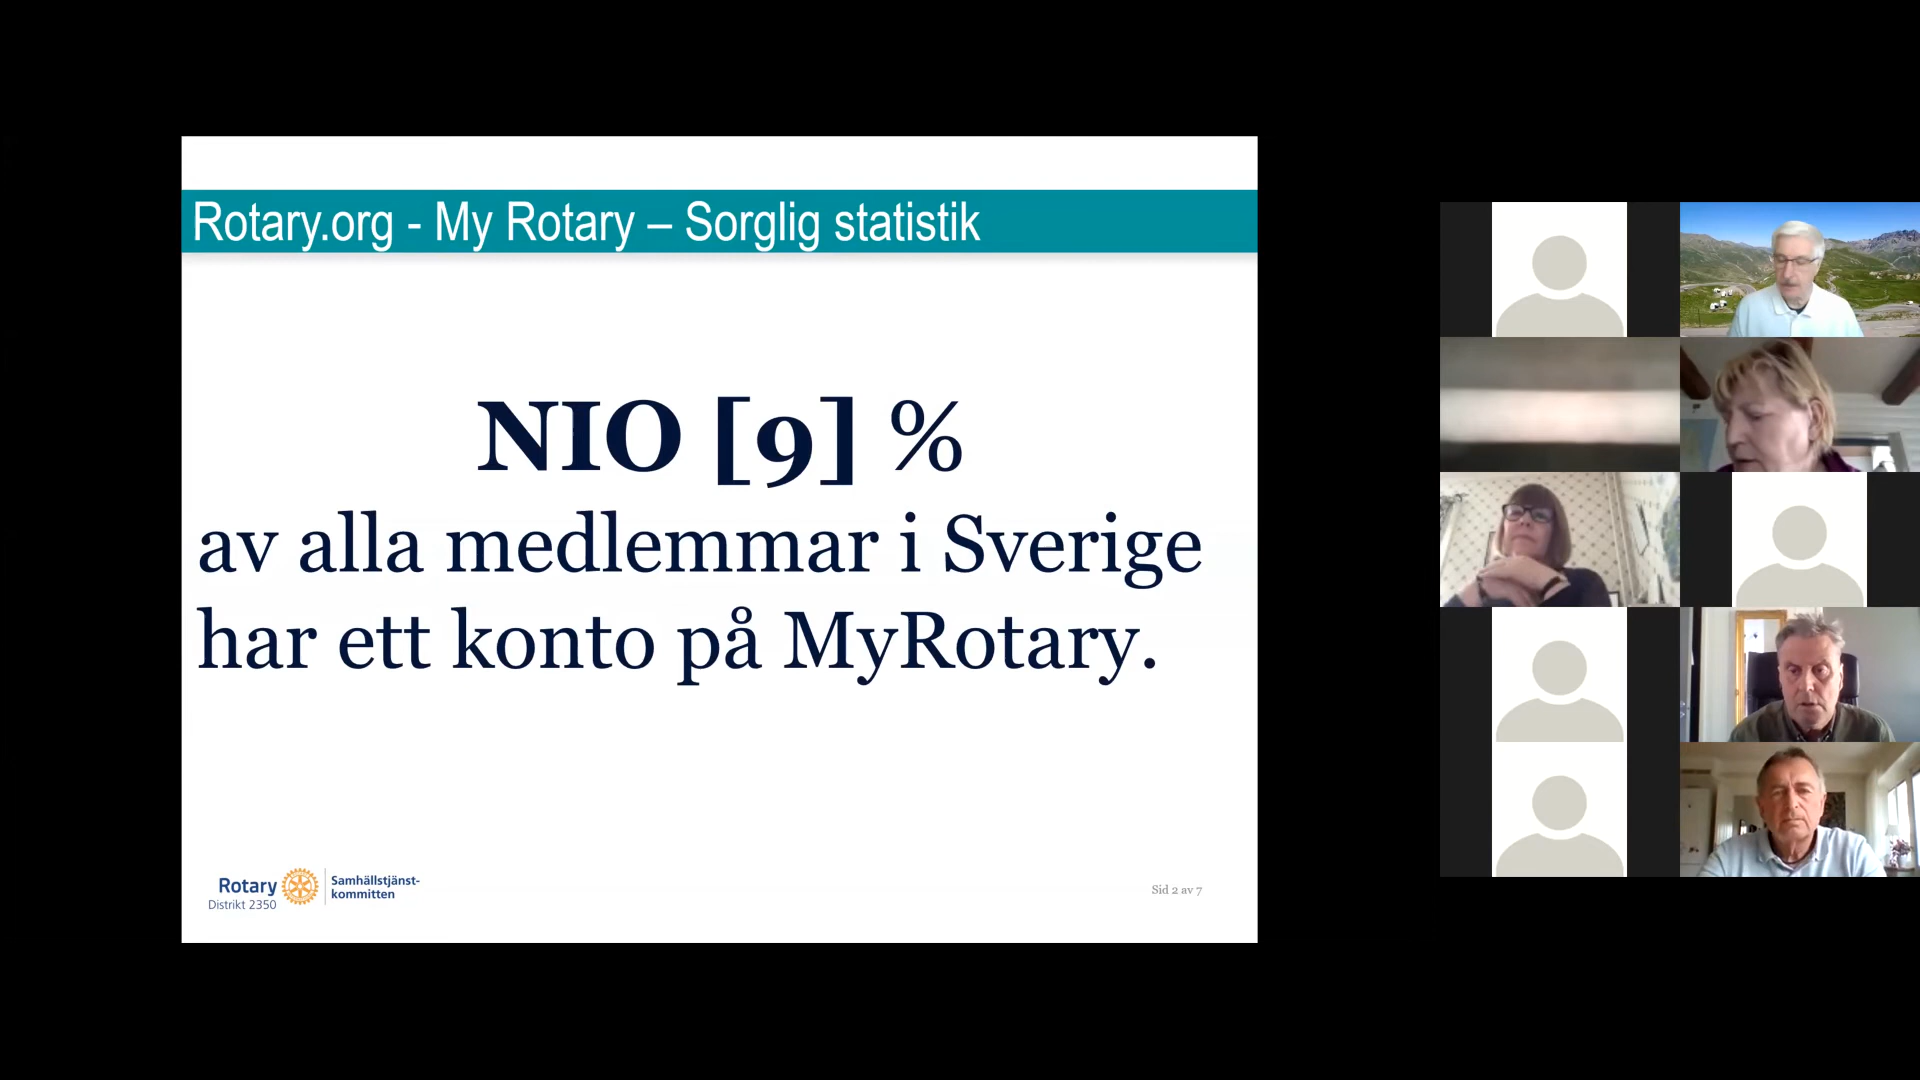 Rotary.org - My Rotary – Sorglig statistik
NIO [9] %
av alla medlemmar i Sverige
har ett konto på MyRotary.
Rotary
Distrikt 2350
Samhällstjänst-
kommitten
Sid 2 av 7